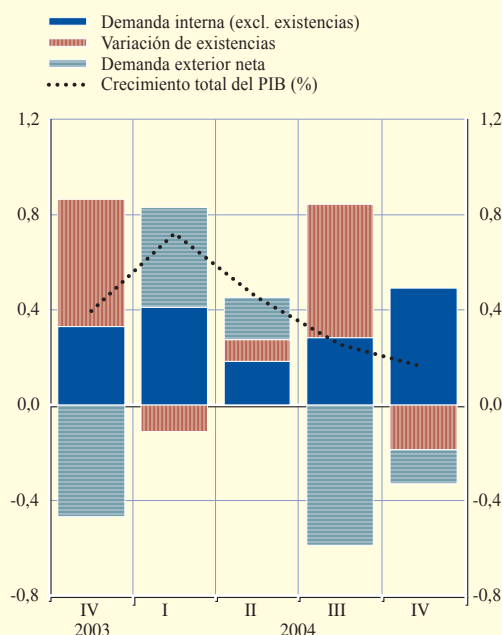 Demanda interna (excl. existencias)
Variación de existencias
Demanda exterior neta
Crecimiento total del PIB (%)
1,2 1,2
0,8 0,8
0,4 0,4
0,0 0,0
-0,4 -0,4
-0,8 -0,8
IV I II III IV
2003 2004